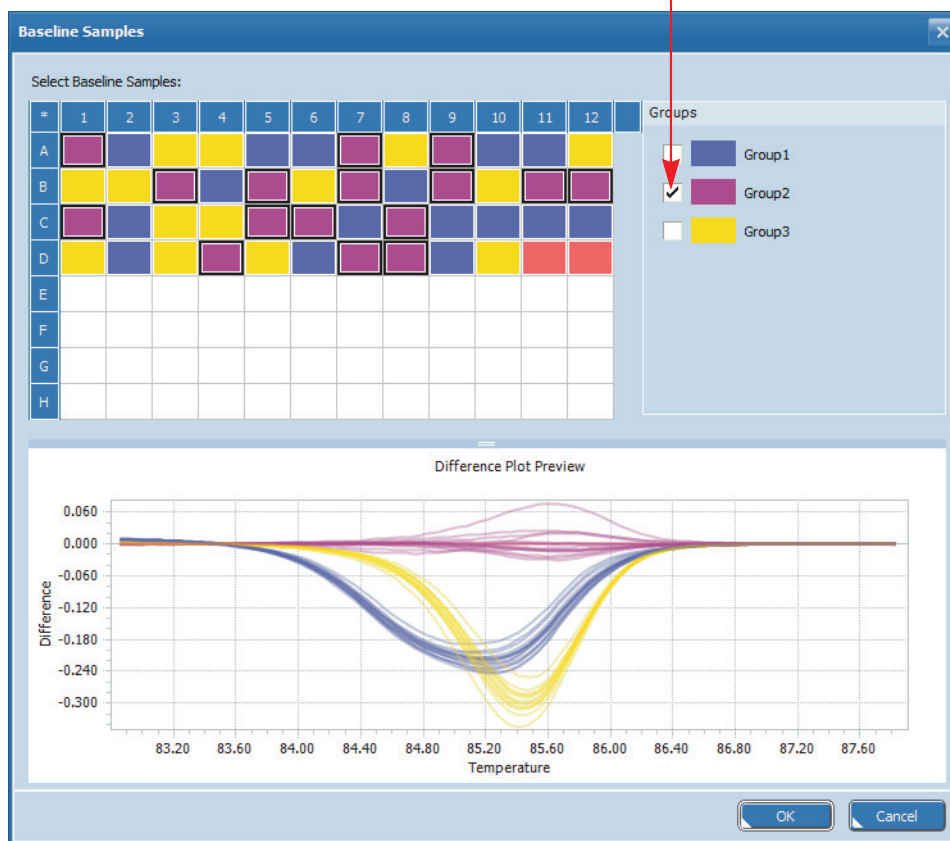 Baseline Samples
Select Baseline Samples:
* 1 2 3 4 5 6 7 8 9 10 11 12
A
B
C
D
E
F
G
H
Groups
Group1
Group2
Group3
Difference Plot Preview
Difference
0.060
0.000
-0.060
-0.120
-0.180
-0.240
-0.300
83.20 83.60 84.00 84.40 84.80 85.20 85.60 86.00 86.40 86.80 87.20 87.60
Temperature
OK Cancel